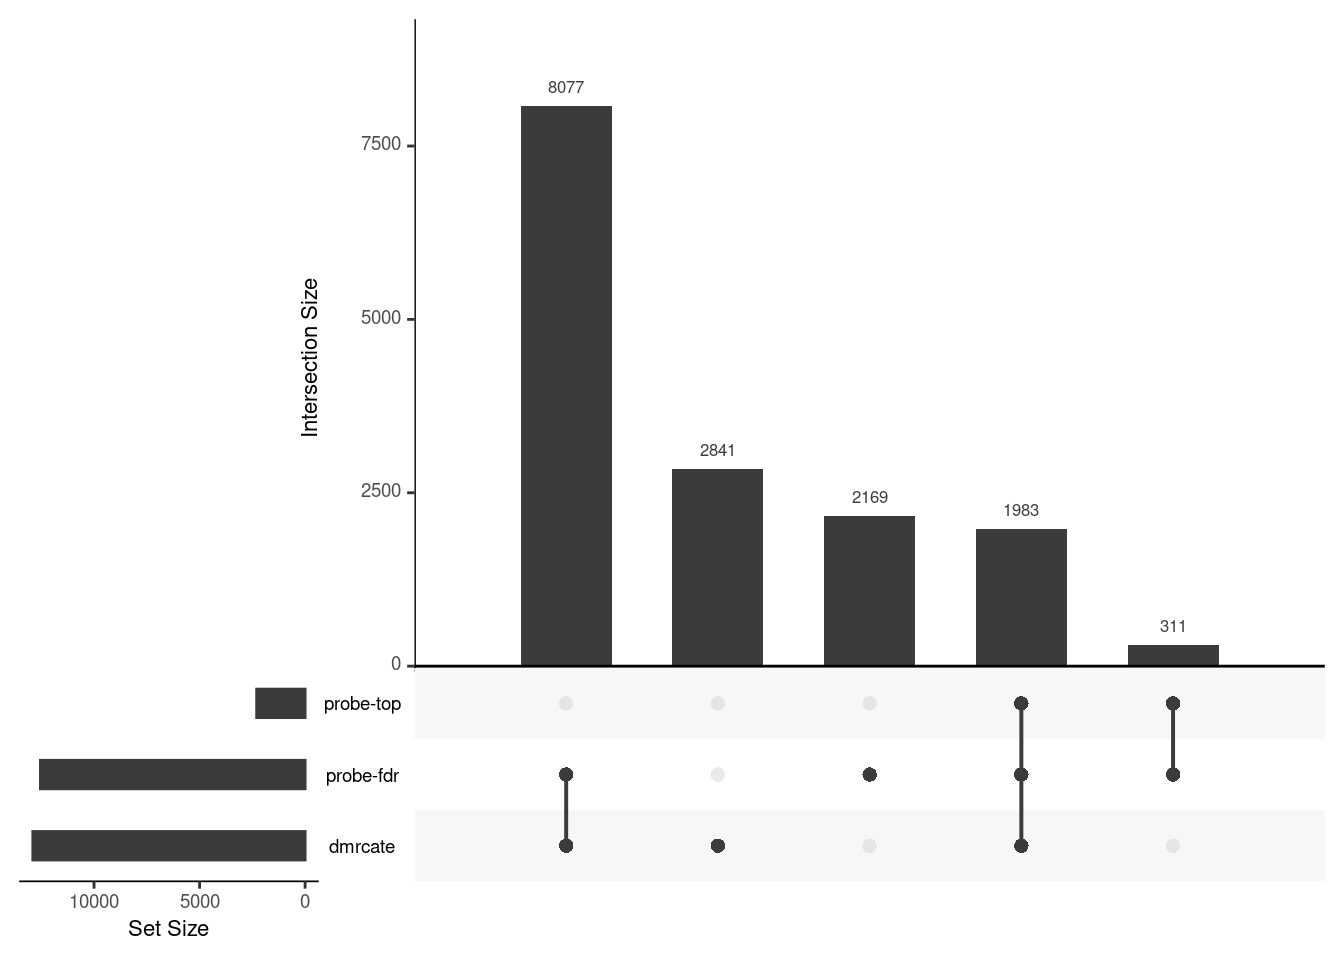 8077
7500
Intersection Size
5000
2841
2500
2169
1983
311
0
probe-top
probe-fdr
dmrcate
10000 5000 0
Set Size